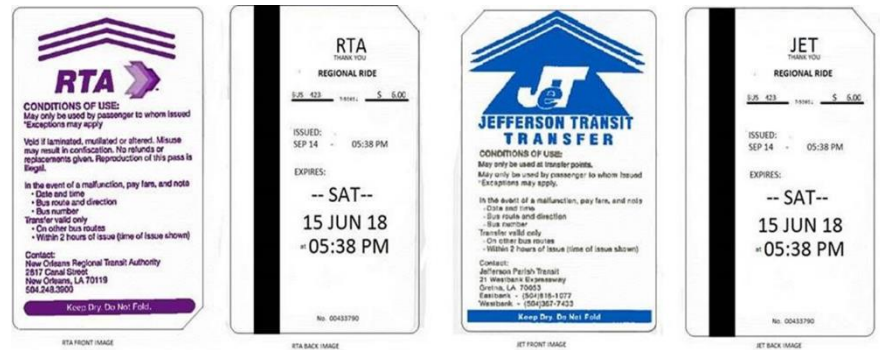 RTA
CONDITIONS OF USE:
May only be used by passenger to whom issued
*Exceptions may apply
Void if laminated, mutilated or altered. Misuse
may result in confiscation. No refunds or
replacements given. Reproduction of this pass is
illegal.
In the event of a malfunction, pay fare, and note
• Date and time
• Bus route and direction
• Bus number
Transfer valid only
• On other bus routes
• Within 2 hours of issue (time of issue shown)
Contact:
New Orleans Regional Transit Authority
2817 Canal Street
New Orleans, LA 70119
504.248.3900
Keep Dry. Do Not Fold.
RTA FRONT IMAGE
RTA
THANK YOU
REGIONAL RIDE
BUS 423 $ 6.00
ISSUED:
SEP 14 - 05:38 PM
EXPIRES:
-- SAT--
15 JUN 18
at 05:38 PM
No. 00433790
RTA BACK IMAGE
JeT
JEFFERSON TRANSIT
TRANSFER
CONDITIONS OF USE:
May only be used at transfer points.
May only be used by passenger to whom issued
*Exceptions may apply.
In the event of a malfunction, pay fare, and note
- Date and time
- Bus route and direction
- Bus number
Transfer valid only
- On other bus routes
- Within 2 hours of issue (time of issue shown)
Contact:
Jefferson Parish Transit
21 Westbank Expressway
Gretna, LA 70053
Eastbank - (504)818-1077
Westbank - (504)367-7433
Keep Dry. Do Not Fold
JET FRONT IMAGE
JET
THANK YOU
REGIONAL RIDE
BUS 423 $ 6.00
ISSUED:
SEP 14 - 05:38 PM
EXPIRES:
-- SAT--
15 JUN 18
at 05:38 PM
No. 00433790
JET BACK IMAGE